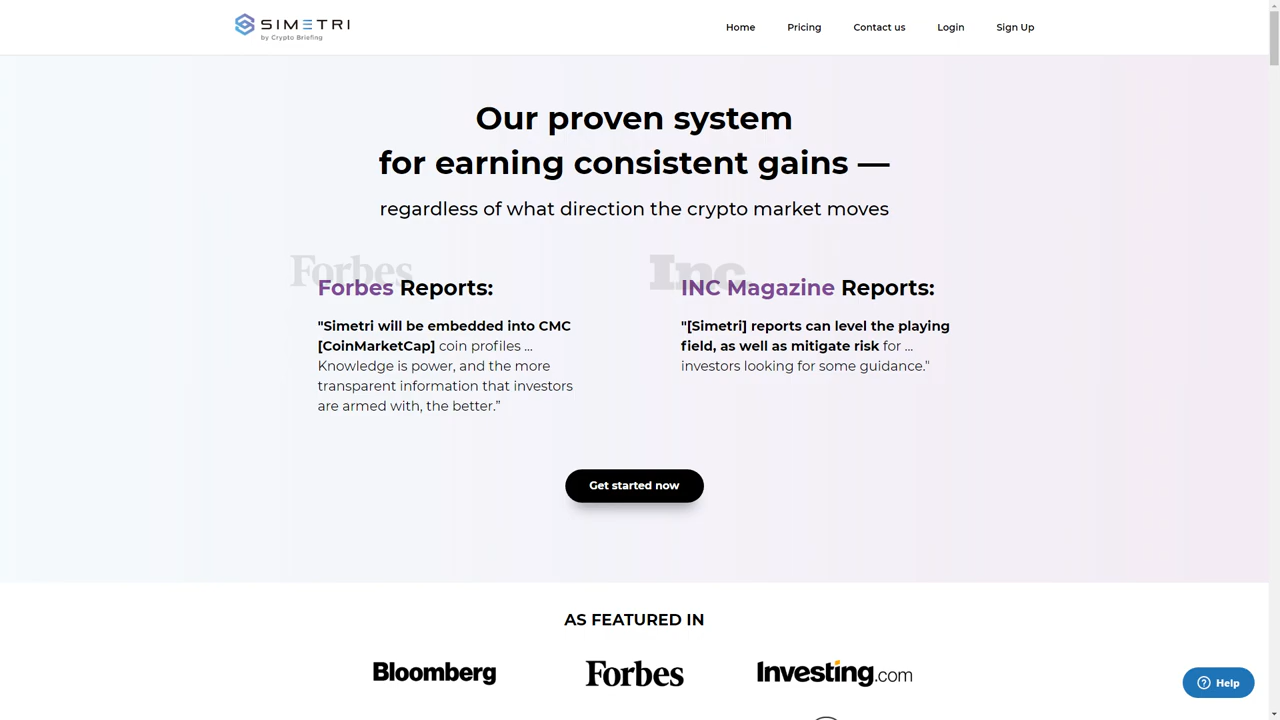 SIMETRI
by Crypto Briefing
Home
Pricing
Contact us
Login
Sign Up
Our proven system
for earning consistent gains —
regardless of what direction the crypto market moves
Forbes
Forbes Reports:
"Simetri will be embedded into CMC
[CoinMarketCap] coin profiles ...
Knowledge is power, and the more
transparent information that investors
are armed with, the better.”
Inc
INC Magazine Reports:
"[Simetri] reports can level the playing
field, as well as mitigate risk for ...
investors looking for some guidance.”
Get started now
AS FEATURED IN
Bloomberg
Forbes
Investing.com
Help